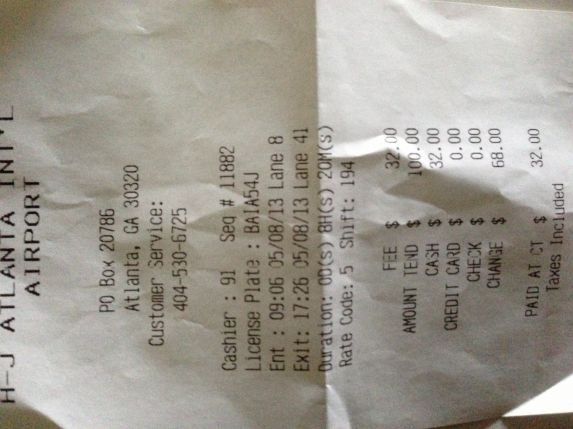 H-J ATLANTA INT'L
AIRPORT
PO Box 20786
Atlanta, GA 30320
Customer Service:
404-530-6725
Cashier : 91 Seq # 11882
License Plate : BAIA54J
Ent : 09:06 05/08/13 Lane 8
Exit: 17:26 05/08/13 Lane 41
Duration: 0D(s) 8H(s) 20M(s)
Rate Code: 5 Shift: 194
FEE $ 32.00
AMOUNT TEND $ 100.00
CASH $ 32.00
CREDIT CARD $ 0.00
CHECK $ 0.00
CHANGE $ 68.00
PAID AT CT $ 32.00
Taxes Included